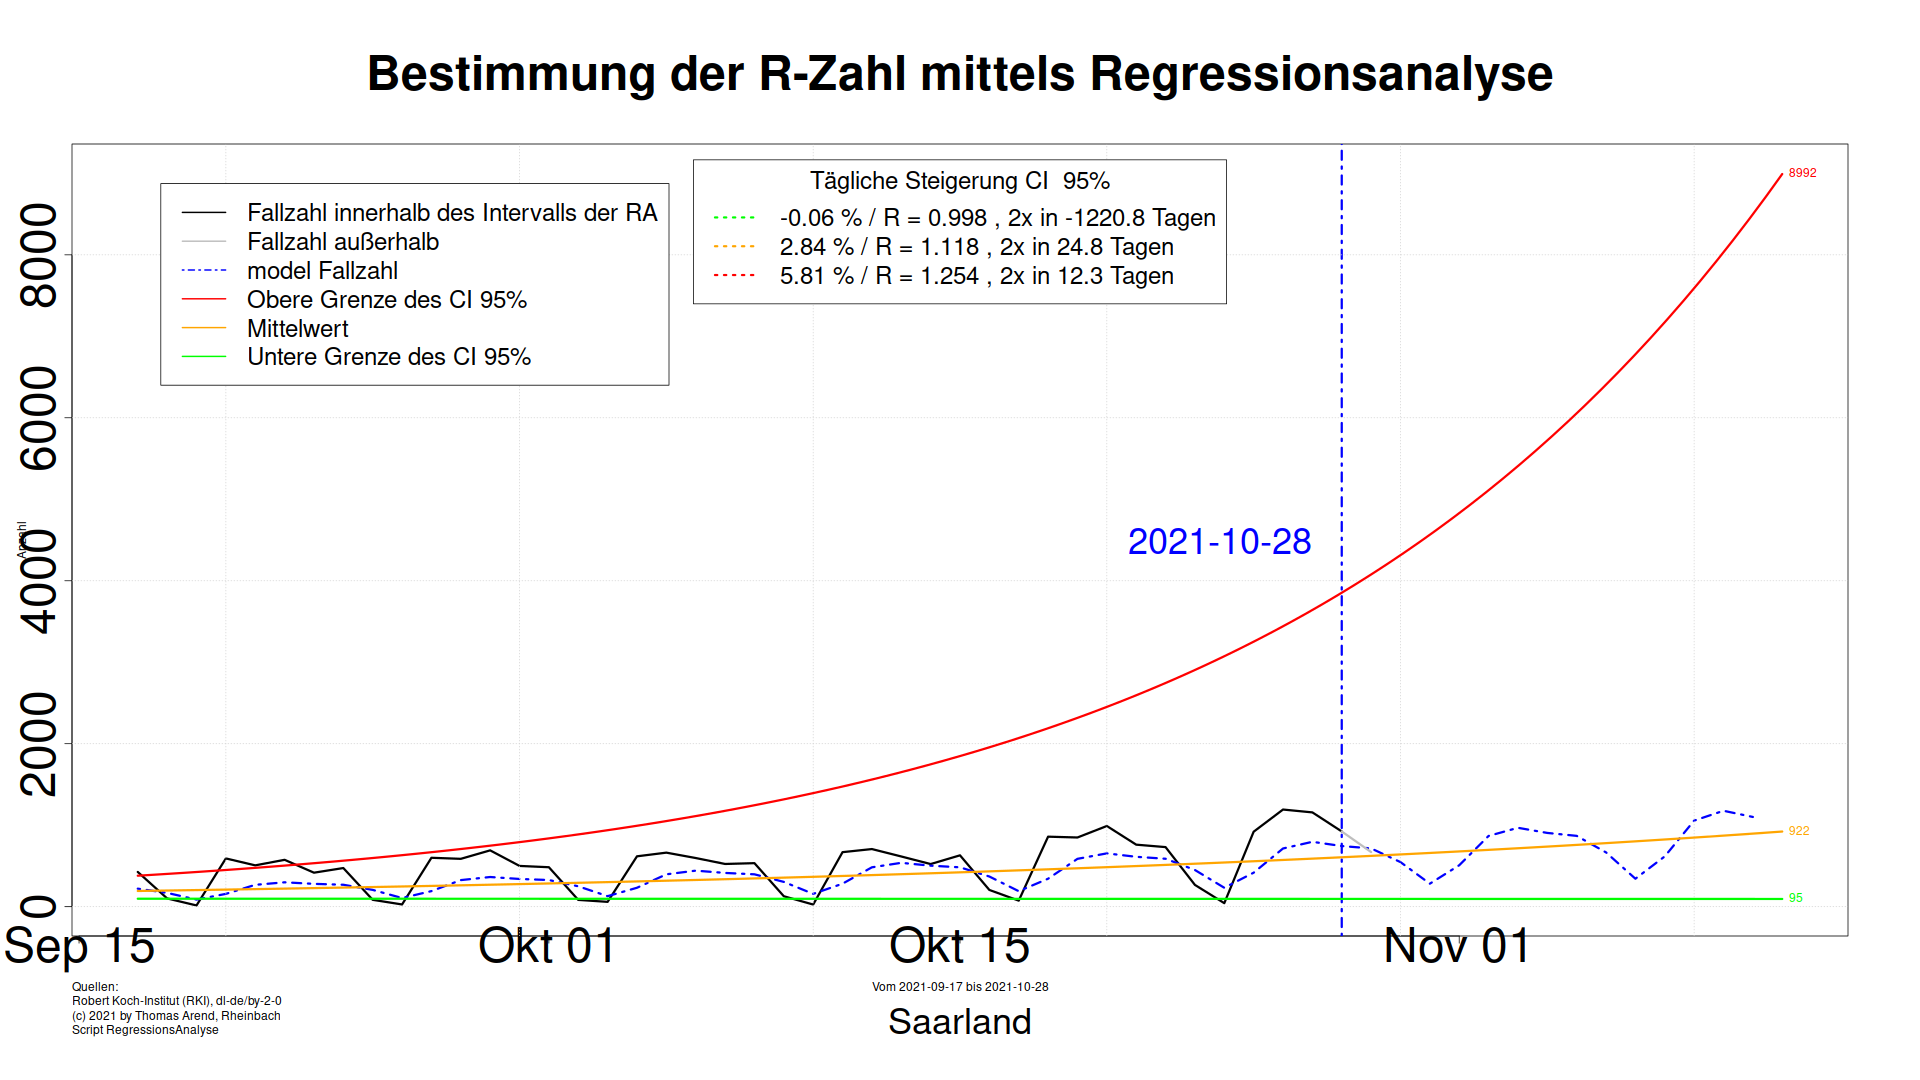 Bestimmung der R-Zahl mittels Regressionsanalyse
Fallzahl innerhalb des Intervalls der RA
Fallzahl außerhalb
model Fallzahl
Obere Grenze des CI 95%
Mittelwert
Untere Grenze des CI 95%
Tägliche Steigerung CI 95%
-0.06 % / R = 0.998 , 2x in -1220.8 Tagen
2.84 % / R = 1.118 , 2x in 24.8 Tagen
5.81 % / R = 1.254 , 2x in 12.3 Tagen
8992
8000
6000
2021-10-28
Anzahl
4000
2000
922
95
0
Sep 15
Okt 01
Okt 15
Nov 01
Quellen:
Robert Koch-Institut (RKI), dl-de/by-2-0
(c) 2021 by Thomas Arend, Rheinbach
Script RegressionsAnalyse
Vom 2021-09-17 bis 2021-10-28
Saarland